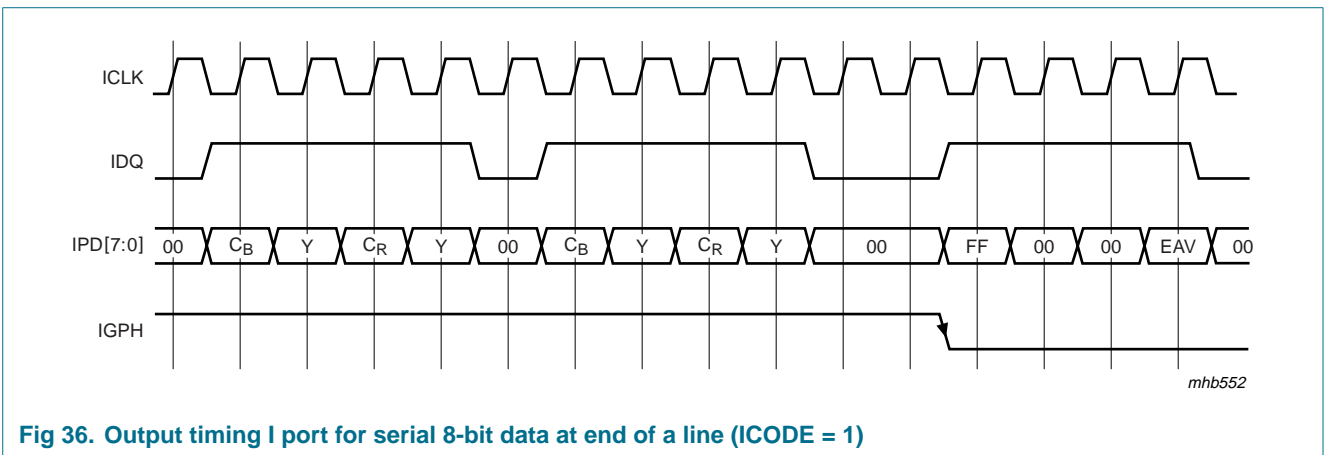 ICLK
IDQ
IPD[7:0] 00 CB Y CR Y 00 CB Y CR Y 00 FF 00 00 EAV 00
IGPH
mhb552
Fig 36. Output timing I port for serial 8-bit data at end of a line (ICODE = 1)